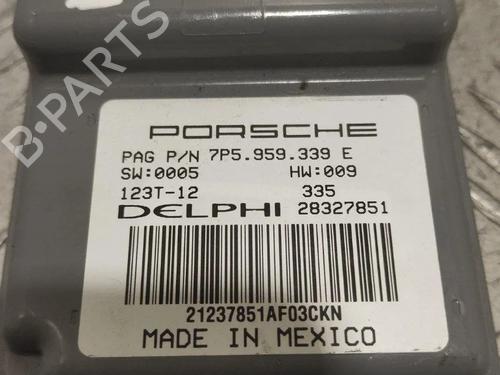 PORSCHE
PAG P/N 7P5.959.339 E
SW:0005 HW:009
123T-12 335
DELPHI 28327851
21237851AF03CKN
MADE IN MEXICO
B-PARTS